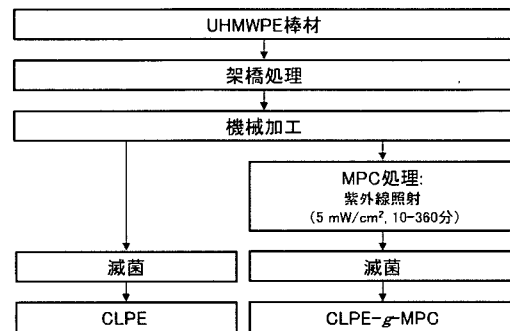 UHMWPE棒材
架橋処理
機械加工
MPC処理:
紫外線照射
(5 mW/cm², 10-360分)
滅菌
滅菌
CLPE
CLPE-g-MPC